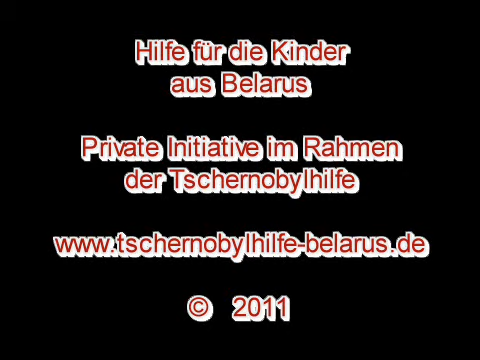 Hilfe für die Kinder
aus Belarus
Private Initiative im Rahmen
der Tschernobylhilfe
www.tschernobylhilfe-belarus.de
© 2011